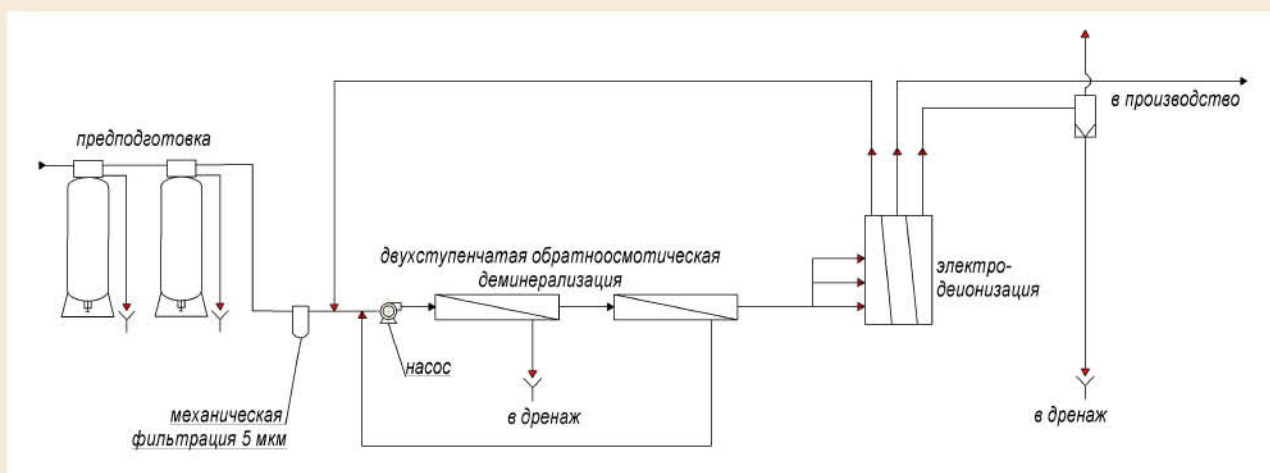 предподготовка
в производство
двухступенчатая обратноосмотическая
деминерализация
электро-
деионизация
насос
механическая
фильтрация 5 мкм
в дренаж
в дренаж